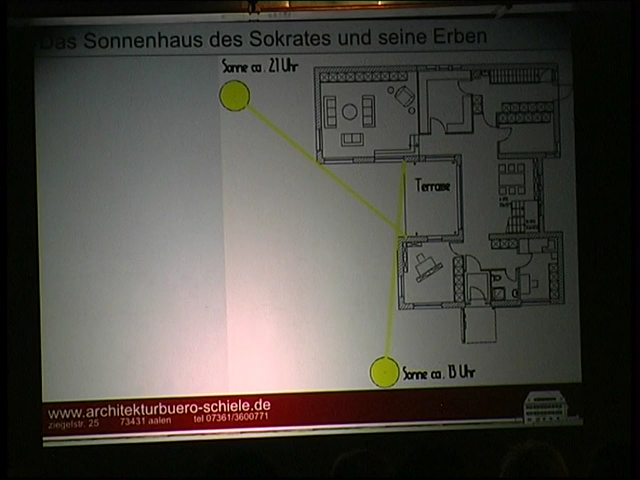 Das Sonnenhaus des Sokrates und seine Erben
Sonne ca. 21 Uhr
Terrasse
Sonne ca. 13 Uhr
www.architekturbuero-schiele.de
ziegelstr. 25 73431 aalen tel 07361/3600771